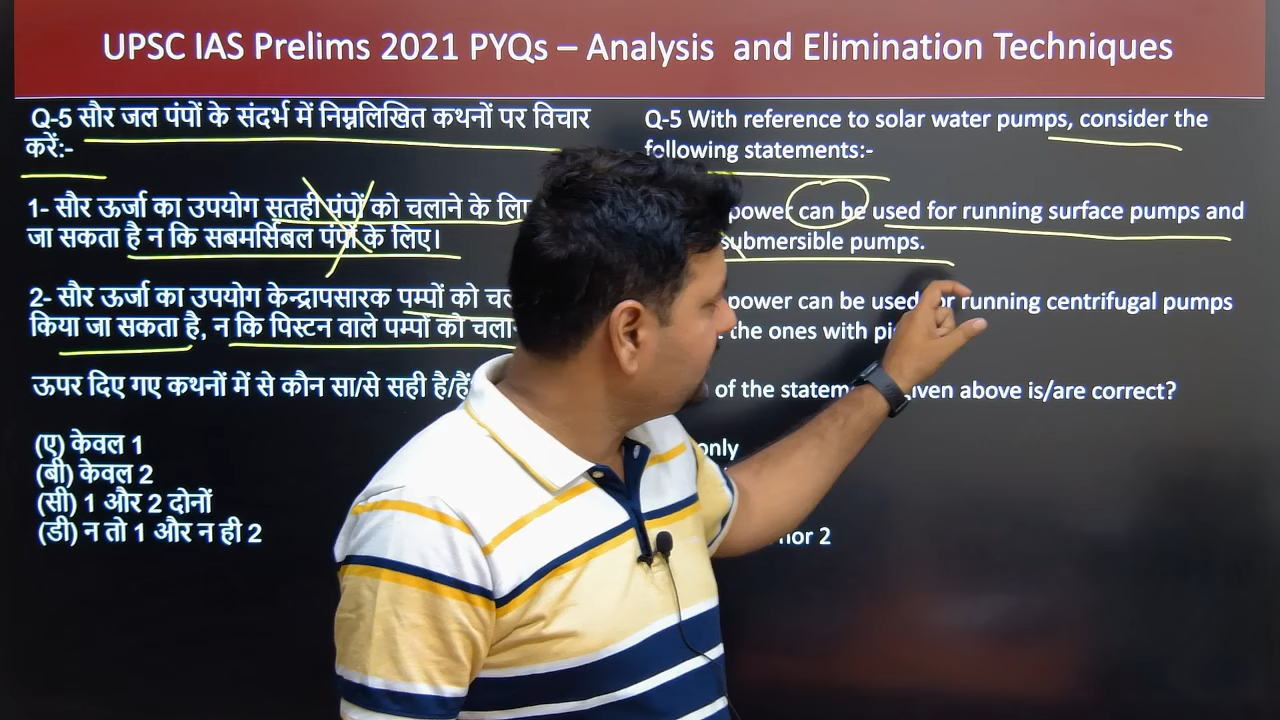 UPSC IAS Prelims 2021 PYQs – Analysis and Elimination Techniques
Q-5 सौर जल पंपों के संदर्भ में निम्नलिखित कथनों पर विचार
करें:-
1- सौर ऊर्जा का उपयोग सतही पंपों को चलाने के लिए
जा सकता है न कि सबमर्सिबल पंपों के लिए।
2- सौर ऊर्जा का उपयोग केन्द्रापसारक पम्पों को
किया जा सकता है, न कि पिस्टन वाले पम्पों को
ऊपर दिए गए कथनों में से कौन सा/से सही है/हैं
(ए) केवल 1
(बी) केवल 2
(सी) 1 और 2 दोनों
(डी) न तो 1 और न ही 2
Q-5 With reference to solar water pumps, consider the
following statements:-
power can be used for running surface pumps and
submersible pumps.
power can be used for running centrifugal pumps
the ones with
of the given above is/are correct?
only
nor 2